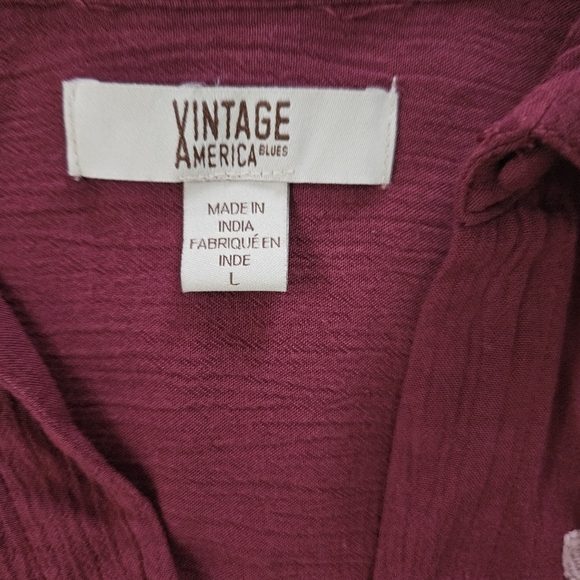 VINTAGE
AMERICA BLUES
MADE IN
INDIA
FABRIQUÉ EN
INDE
L